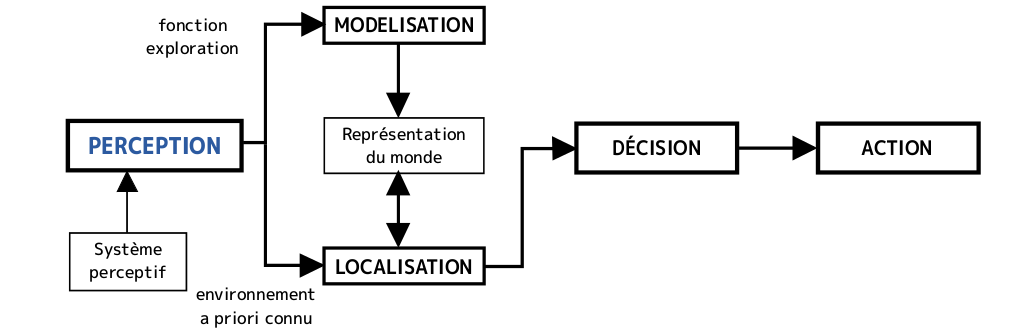 fonction
exploration
MODELISATION
PERCEPTION
Représentation
du monde
DÉCISION
ACTION
Système
perceptif
LOCALISATION
environnement
a priori connu